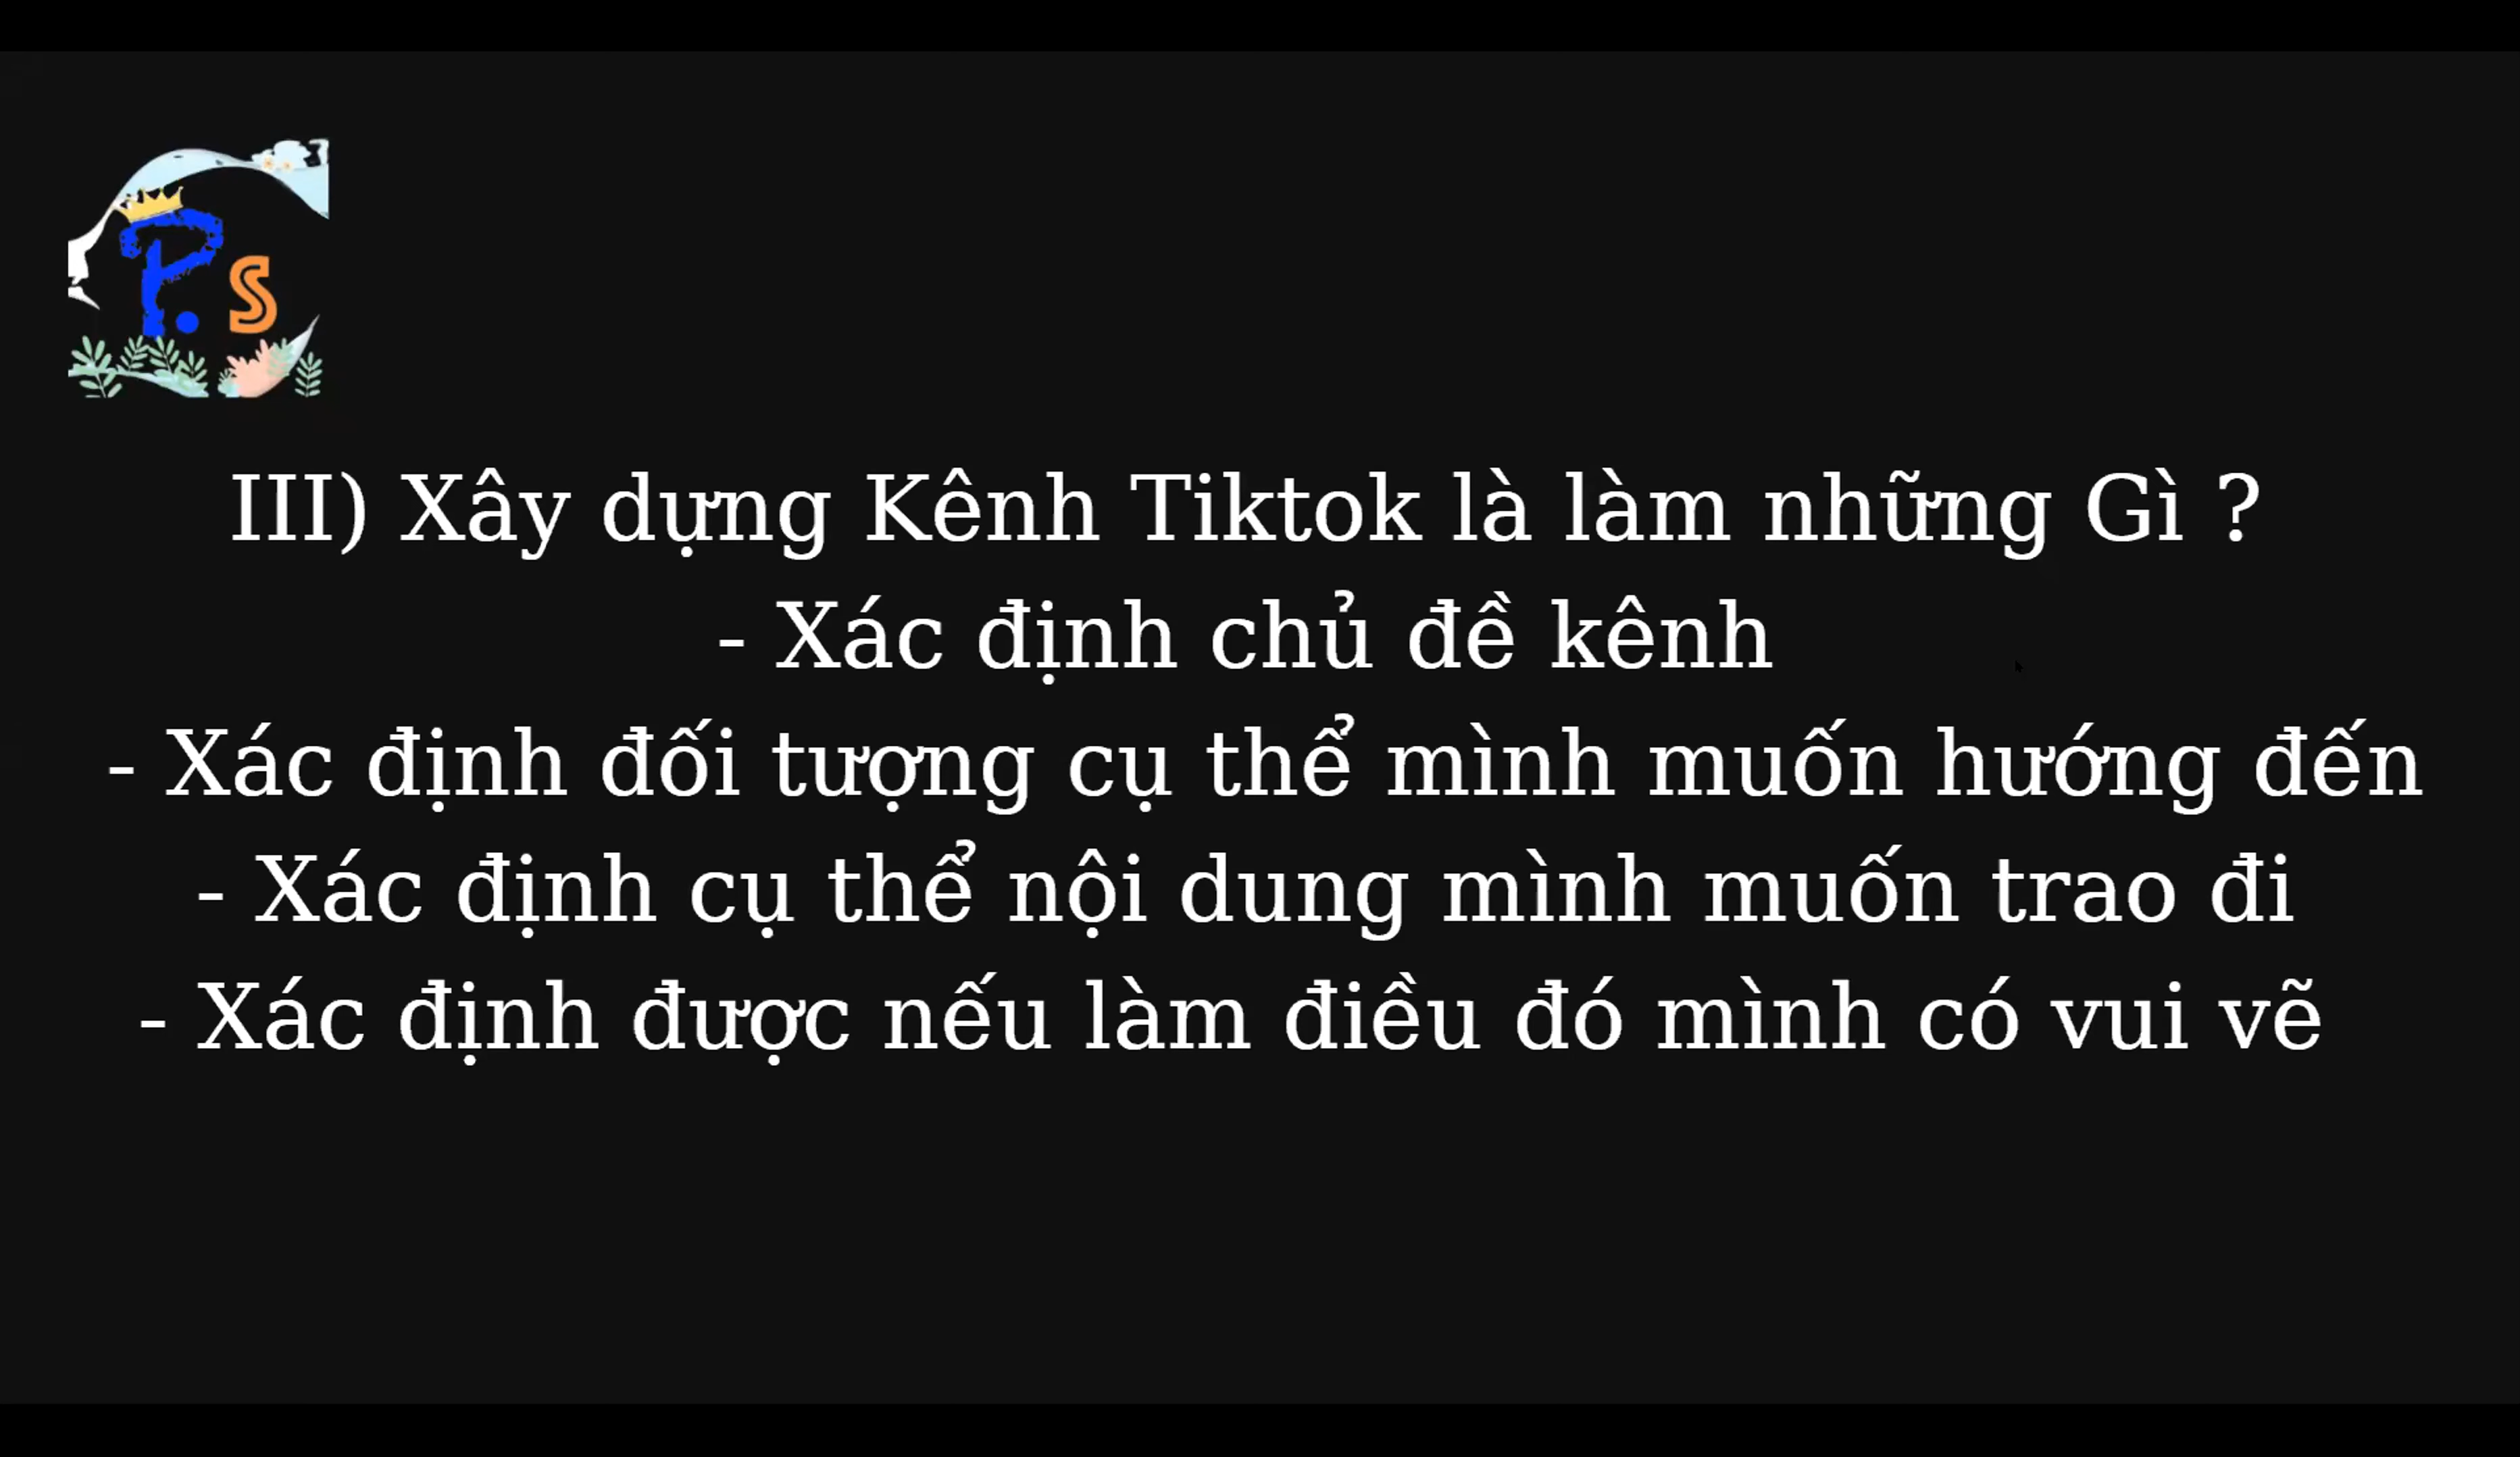 P.S
III) Xây dựng Kênh Tiktok là làm những Gì ?
- Xác định chủ đề kênh
- Xác định đối tượng cụ thể mình muốn hướng đến
- Xác định cụ thể nội dung mình muốn trao đi
- Xác định được nếu làm điều đó mình có vui vẽ